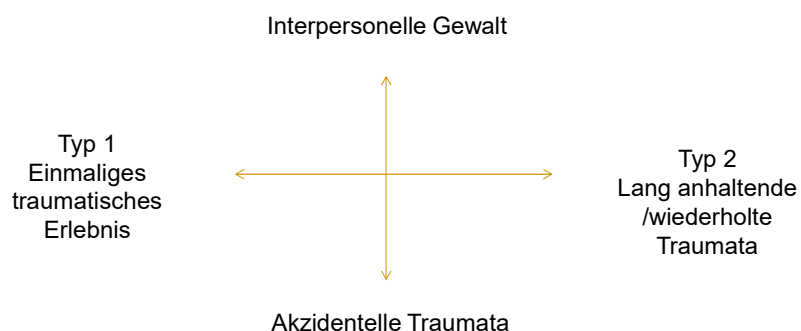 Interpersonelle Gewalt
Typ 1
Einmaliges
traumatisches
Erlebnis
Typ 2
Lang anhaltende
/wiederholte
Traumata
Akzidentelle Traumata